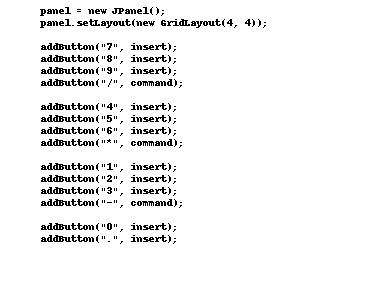 panel = new JPanel();
panel.setLayout(new GridLayout(4, 4));
addButton("7", insert);
addButton("8", insert);
addButton("9", insert);
addButton("/", command);
addButton("4", insert);
addButton("5", insert);
addButton("6", insert);
addButton("*", command);
addButton("1", insert);
addButton("2", insert);
addButton("3", insert);
addButton("-", command);
addButton("0", insert);
addButton(".", insert);